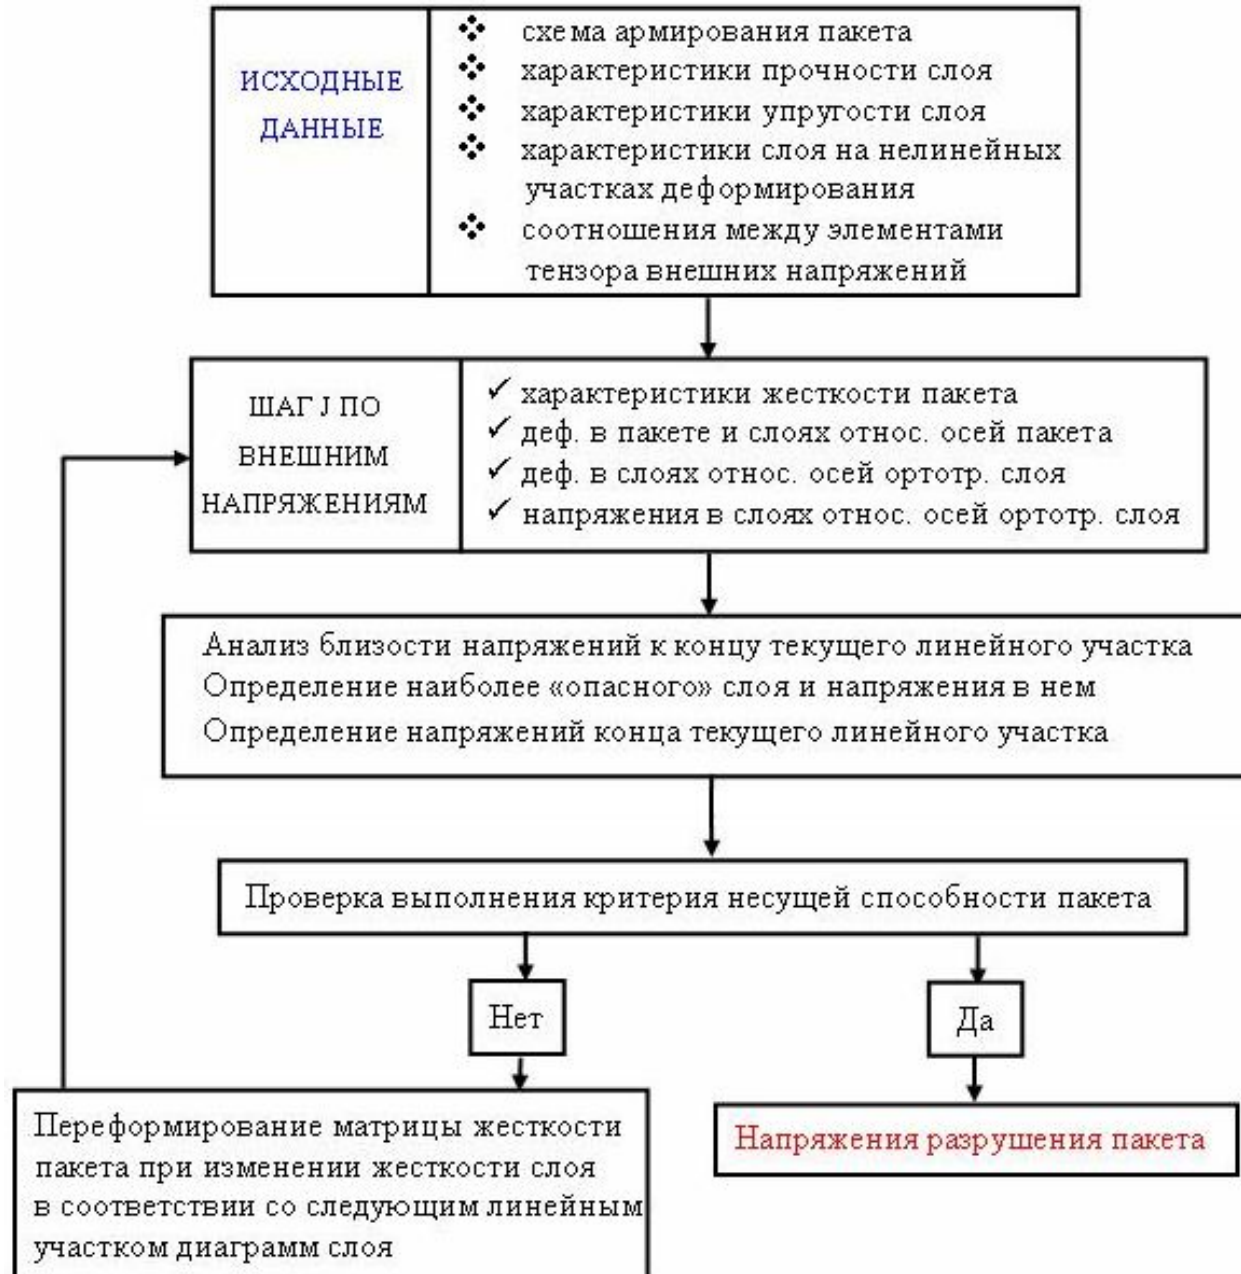 ИСХОДНЫЕ
ДАННЫЕ
схема армирования пакета
характеристики прочности слоя
характеристики упругости слоя
характеристики слоя на нелинейных
участках деформирования
соотношения между элементами
тензора внешних напряжений
ШАГ J ПО
ВНЕШНИМ
НАПРЯЖЕНИЯМ
характеристики жесткости пакета
деф. в пакете и слоях относ. осей пакета
деф. в слоях относ. осей ортотр. слоя
напряжения в слоях относ. осей ортотр. слоя
Анализ близости напряжений к концу текущего линейного участка
Определение наиболее «опасного» слоя и напряжения в нем
Определение напряжений конца текущего линейного участка
Проверка выполнения критерия несущей способности пакета
Нет
Да
Переформирование матрицы жесткости
пакета при изменении жесткости слоя
в соответствии со следующим линейным
участком диаграмм слоя
Напряжения разрушения пакета